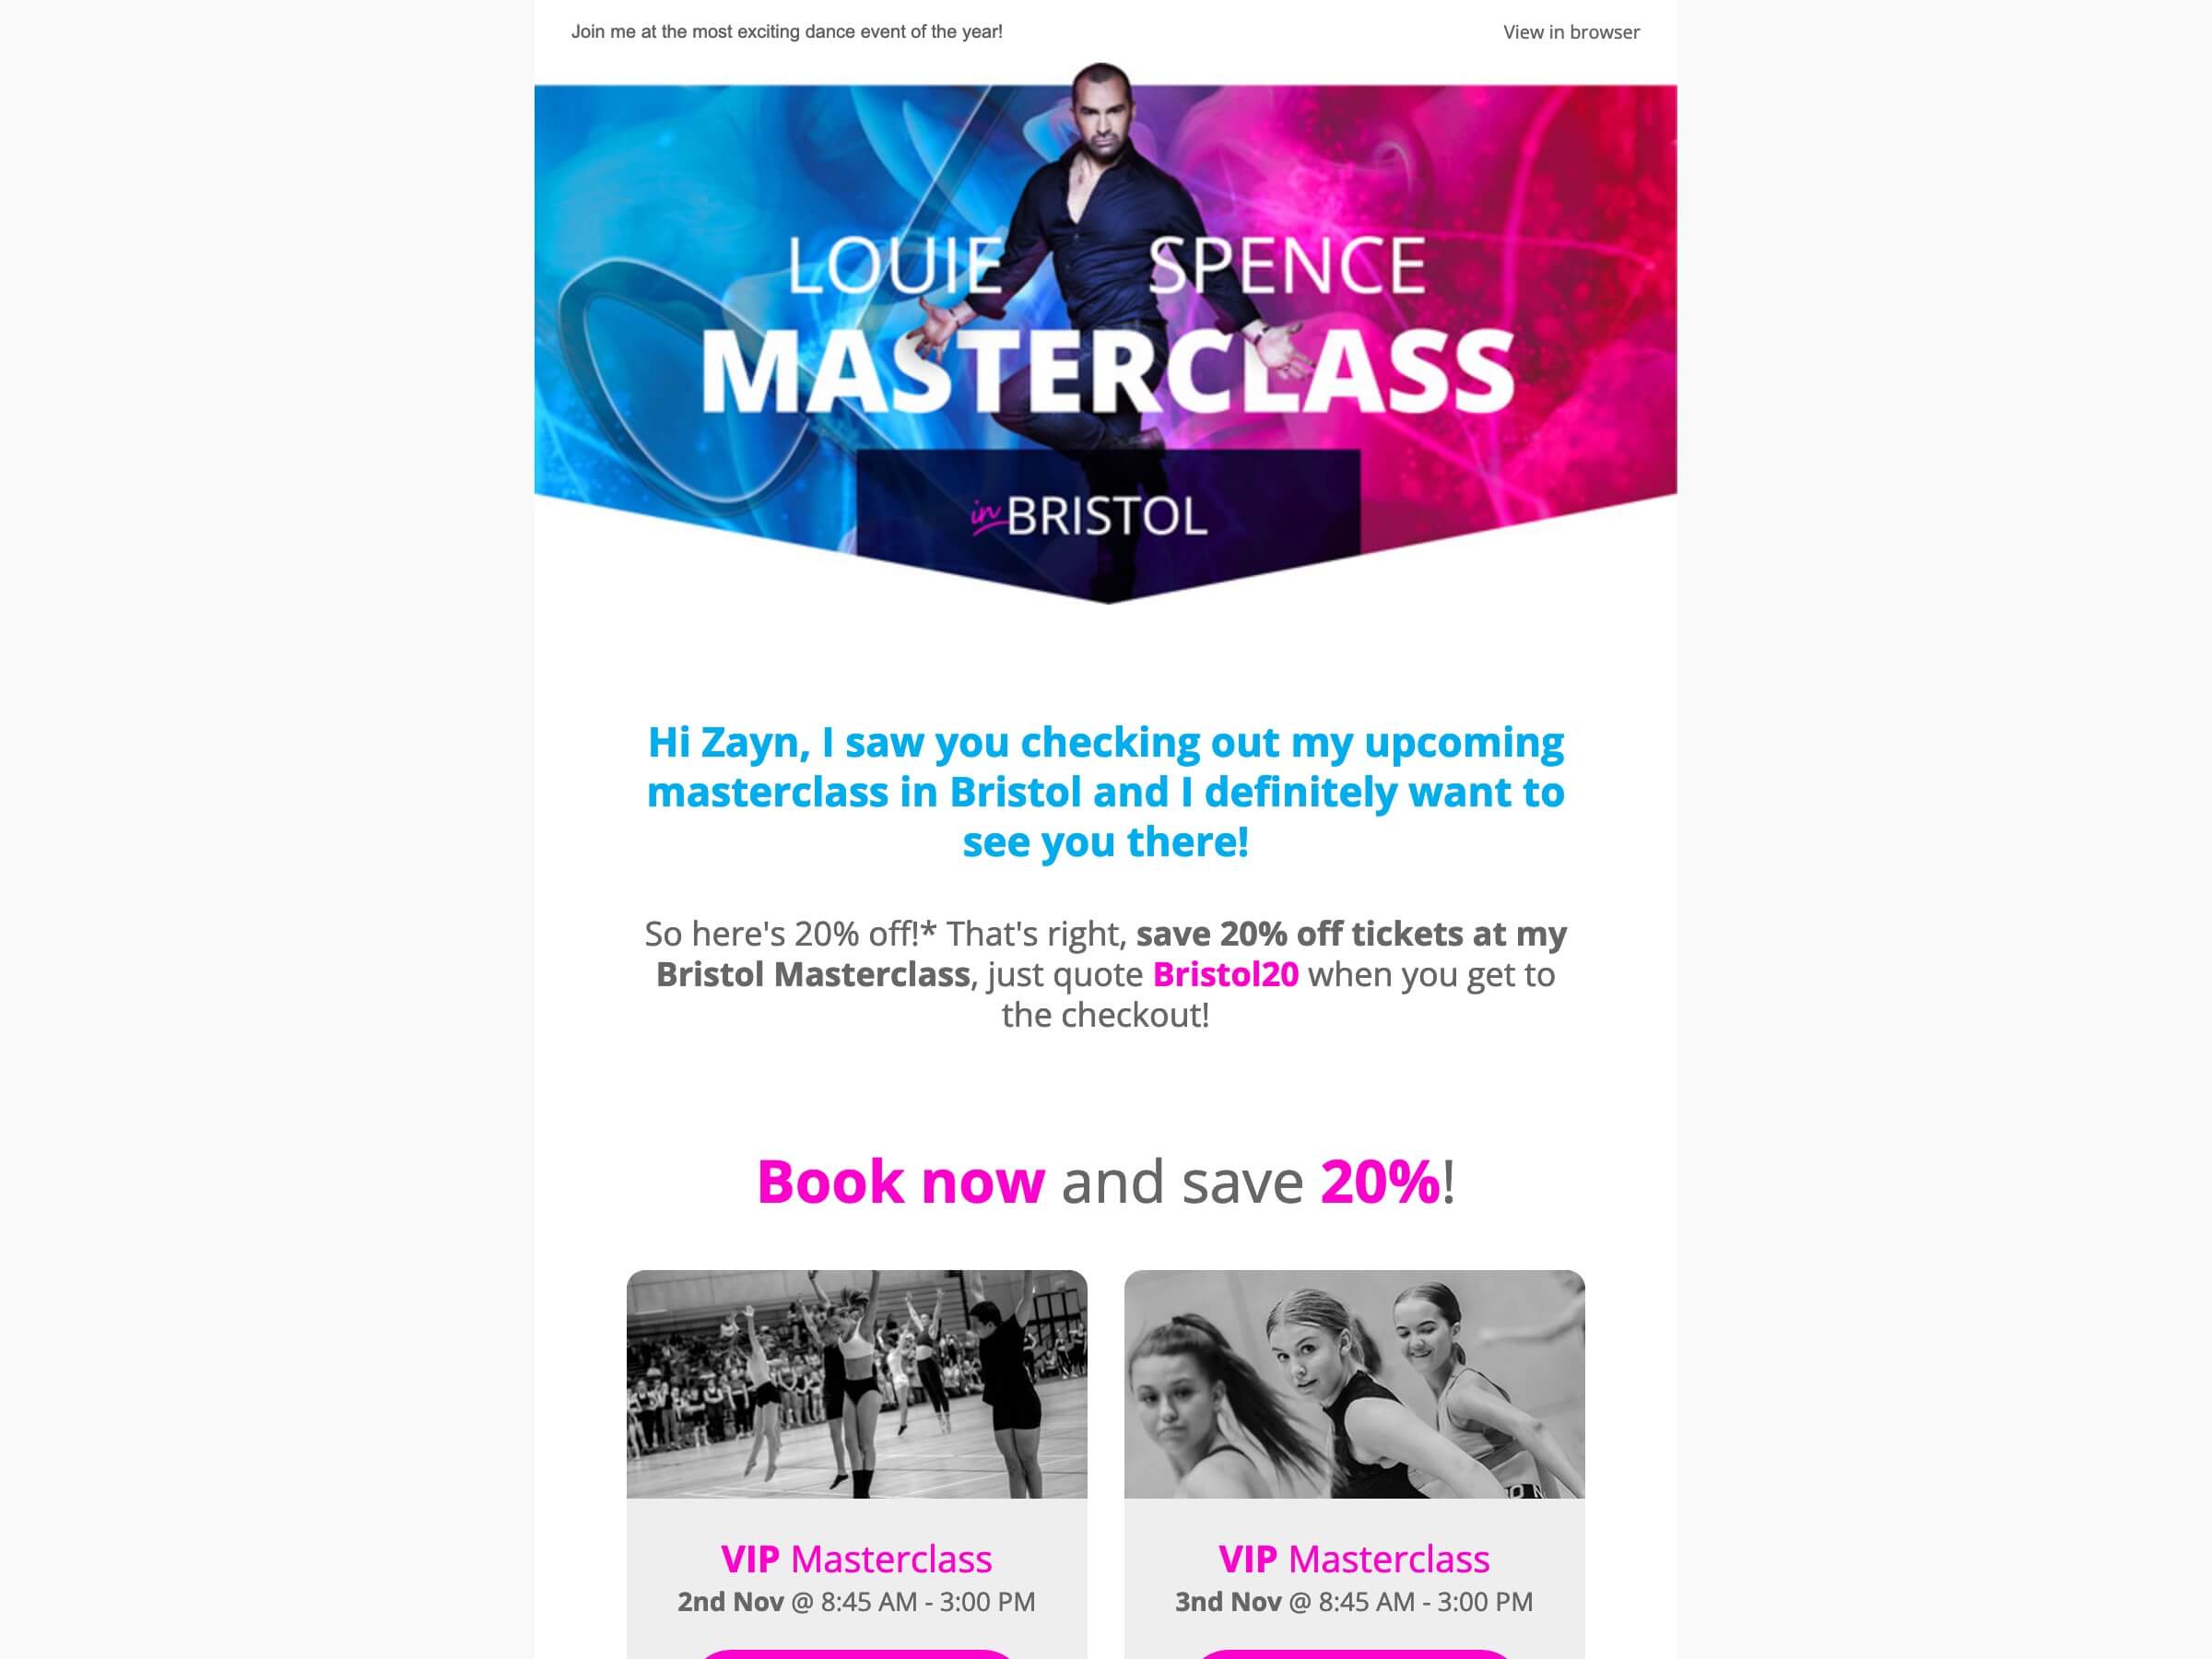 Join me at the most exciting dance event of the year!
View in browser
LOUIE SPENCE
MASTERCLASS
in BRISTOL
Hi Zayn, I saw you checking out my upcoming
masterclass in Bristol and I definitely want to
see you there!
So here's 20% off!* That's right, save 20% off tickets at my
Bristol Masterclass, just quote Bristol20 when you get to
the checkout!
Book now and save 20%!
VIP Masterclass
2nd Nov @ 8:45 AM - 3:00 PM
VIP Masterclass
3nd Nov @ 8:45 AM - 3:00 PM